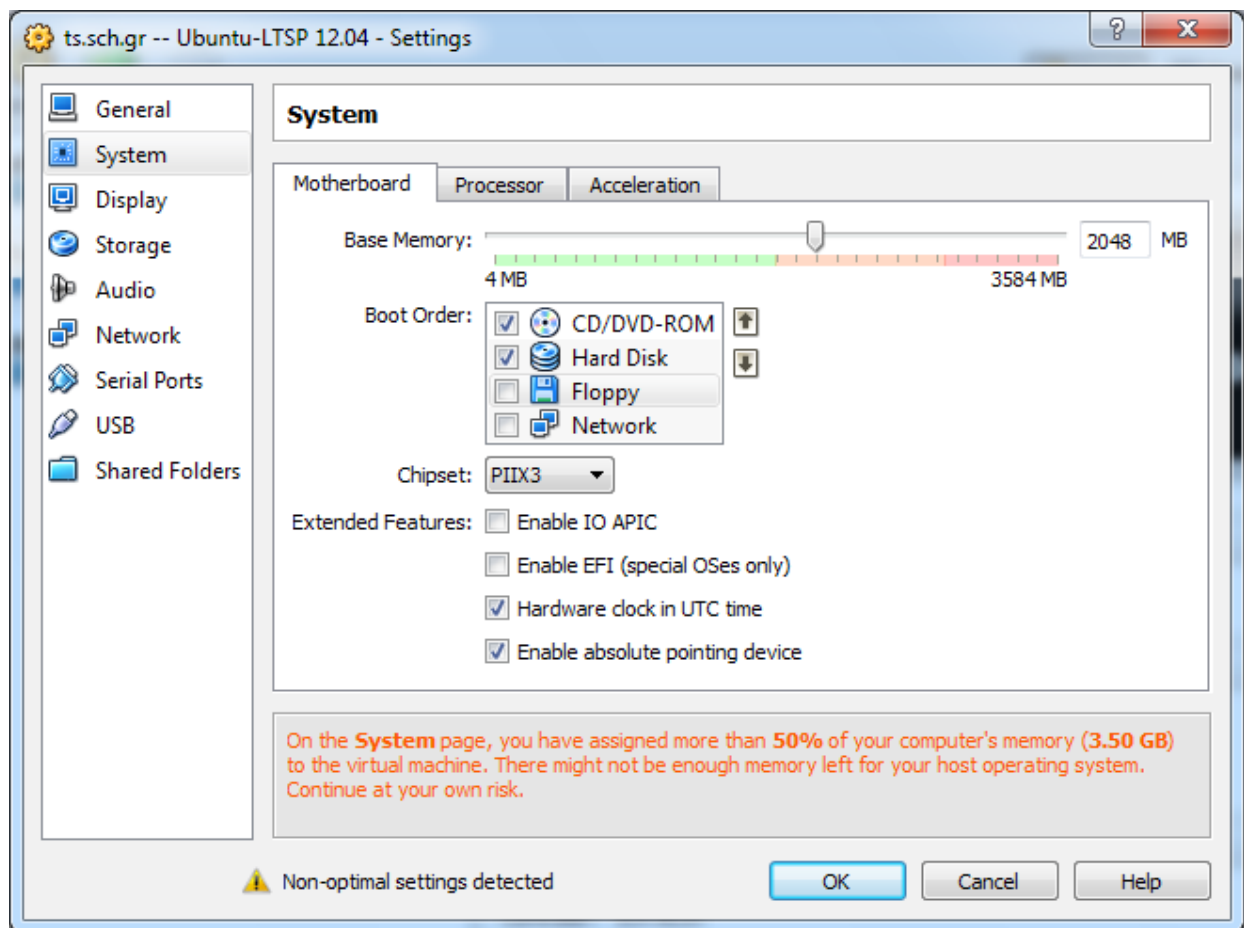 ts.sch.gr -- Ubuntu-LTSP 12.04 - Settings
?
General
System
Display
Storage
Audio
Network
Serial Ports
USB
Shared Folders
System
Motherboard Processor Acceleration
Base Memory: 2048 MB
4 MB 3584 MB
Boot Order: CD/DVD-ROM
Hard Disk
Floppy
Network
Chipset: PIIX3
Extended Features: Enable IO APIC
Enable EFI (special OSes only)
Hardware clock in UTC time
Enable absolute pointing device
On the System page, you have assigned more than 50% of your computer's memory (3.50 GB)
to the virtual machine. There might not be enough memory left for your host operating system.
Continue at your own risk.
Non-optimal settings detected OK Cancel Help